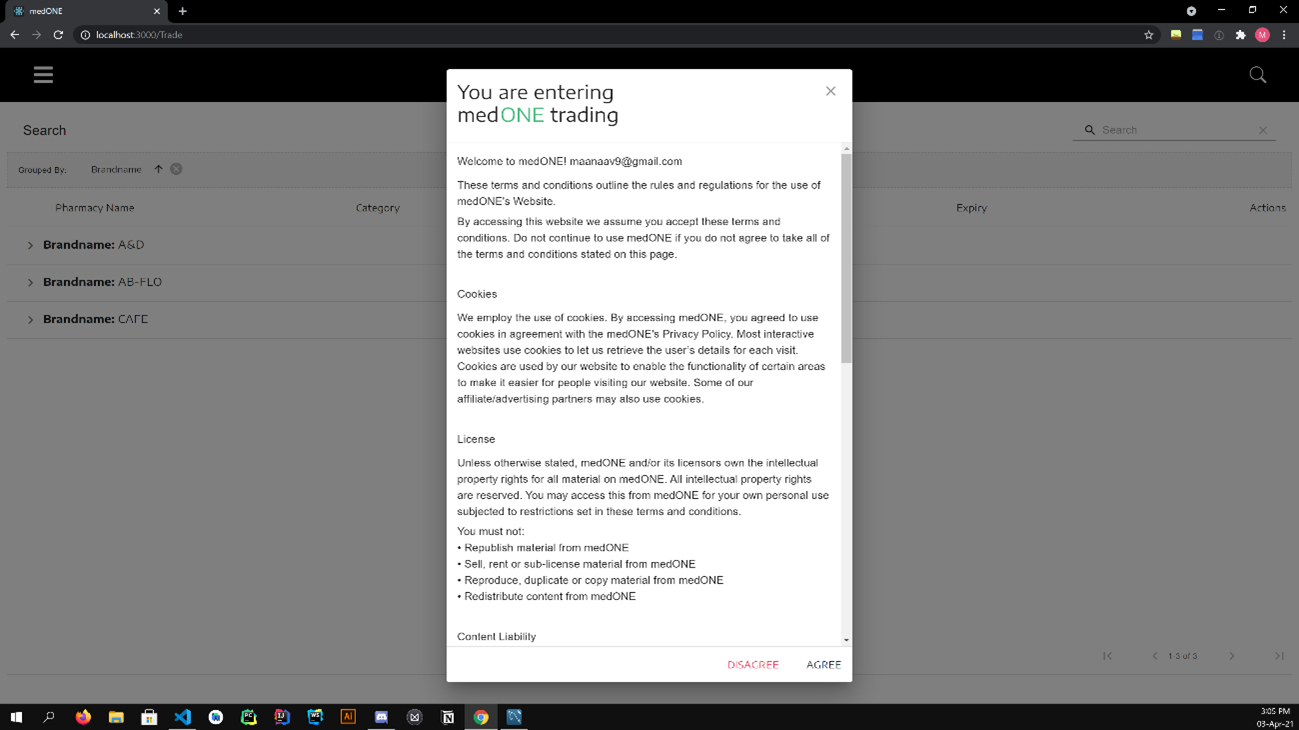 medONE
localhost:3000/Trade
M
You are entering
medONE trading
Search
Search
Grouped By: Brandname
Pharmacy Name Category Expiry Actions
Brandname: A&D
Brandname: AB-FLO
Brandname: CAFE
Welcome to medONE! maanaav9@gmail.com
These terms and conditions outline the rules and regulations for the use of
medONE's Website.
By accessing this website we assume you accept these terms and
conditions. Do not continue to use medONE if you do not agree to take all of
the terms and conditions stated on this page.
Cookies
We employ the use of cookies. By accessing medONE, you agreed to use
cookies in agreement with the medONE's Privacy Policy. Most interactive
websites use cookies to let us retrieve the user's details for each visit.
Cookies are used by our website to enable the functionality of certain areas
to make it easier for people visiting our website. Some of our
affiliate/advertising partners may also use cookies.
License
Unless otherwise stated, medONE and/or its licensors own the intellectual
property rights for all material on medONE. All intellectual property rights
are reserved. You may access this from medONE for your own personal use
subjected to restrictions set in these terms and conditions.
You must not:
• Republish material from medONE
• Sell, rent or sub-license material from medONE
• Reproduce, duplicate or copy material from medONE
• Redistribute content from medONE
Content Liability
1-3 of 3
DISAGREE AGREE
PC
IJ
WS
Ai
3:05 PM
03-Apr-21